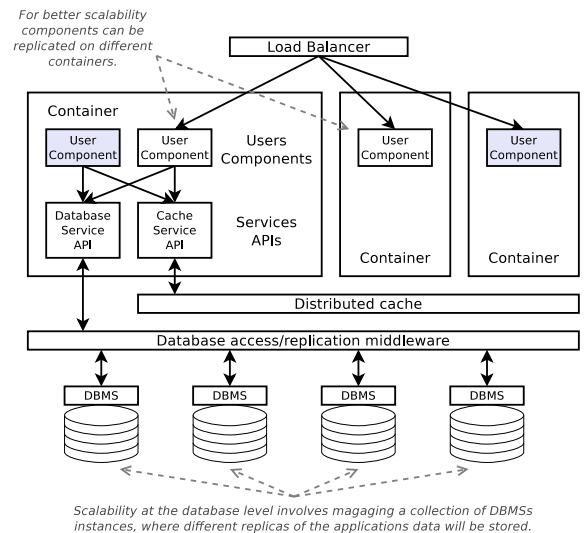 For better scalability
components can be
replicated on different
containers.
Load Balancer
Container
User
Component
User
Component
Users
Components
User
Component
User
Component
Database
Service
API
Cache
Service
API
Services
APIs
Container
Container
Distributed cache
Database access/replication middleware
DBMS
DBMS
DBMS
DBMS
Scalability at the database level involves magaging a collection of DBMSs
instances, where different replicas of the applications data will be stored.